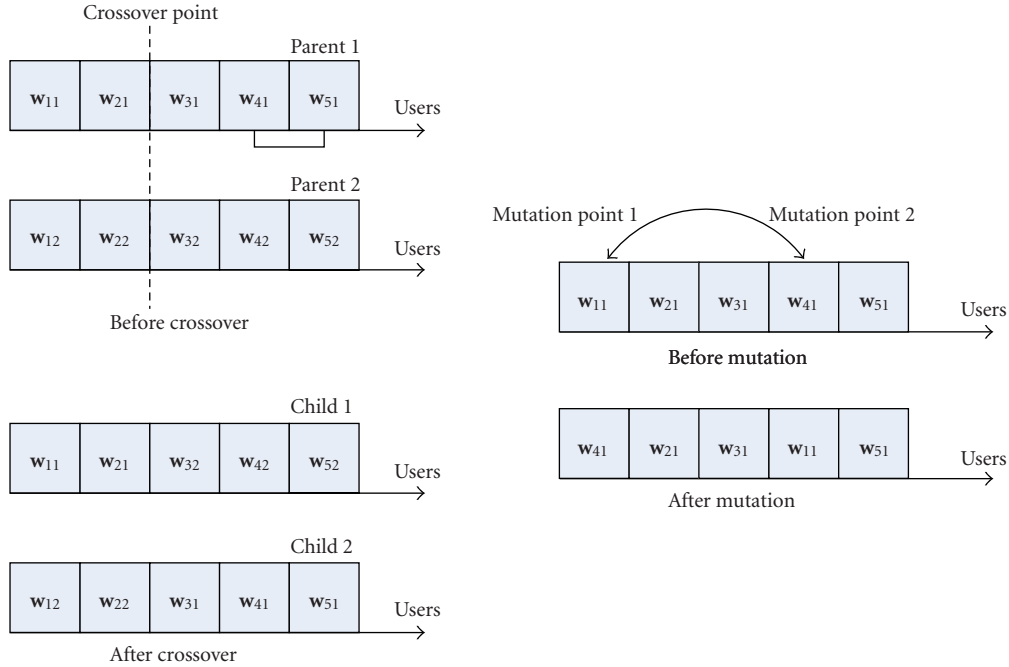 Crossover point
Parent 1
w11 w21 w31 w41 w51
Users
Parent 2
w12 w22 w32 w42 w52
Users
Before crossover
Child 1
w11 w21 w32 w42 w52
Users
Child 2
w12 w22 w31 w41 w51
Users
After crossover
Mutation point 1
Mutation point 2
w11 w21 w31 w41 w51
Users
Before mutation
w41 w21 w31 w11 w51
Users
After mutation